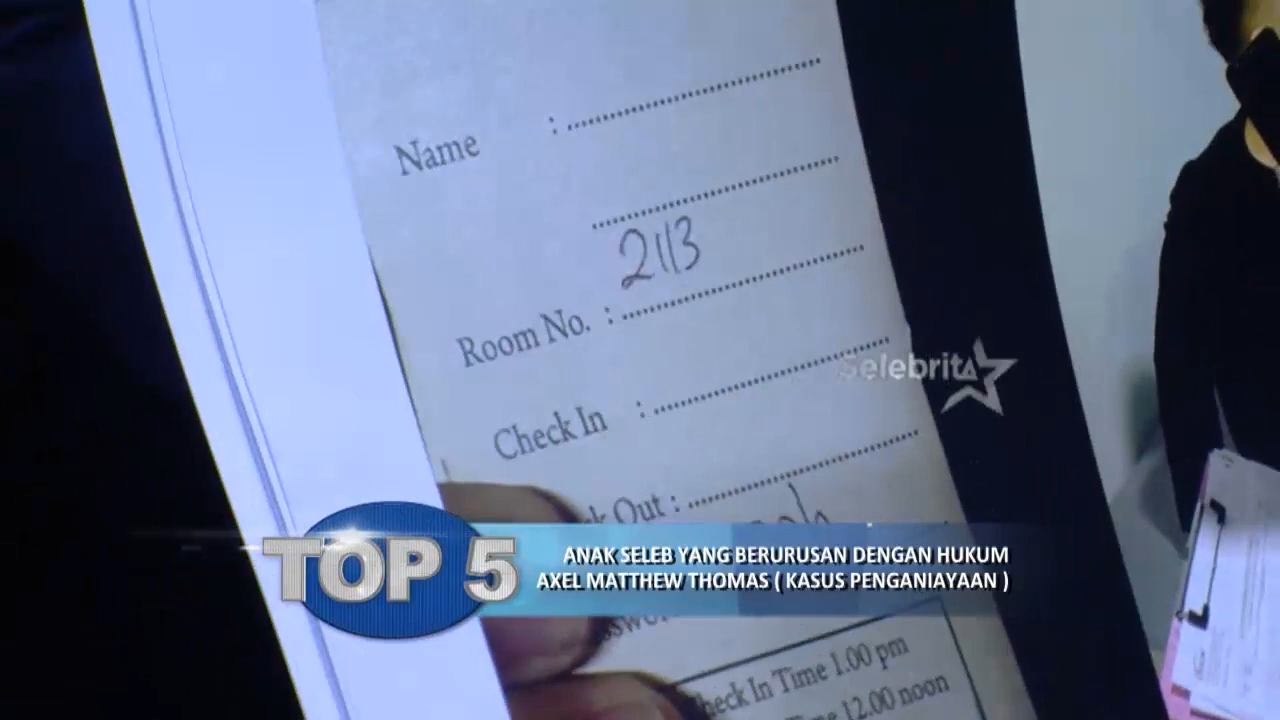 Name : ........................................
........................................
2113
Room No. : ........................................
Check In : ........................................
Out : ........................................
Selebrita
TOP 5
ANAK SELEB YANG BERURUSAN DENGAN HUKUM
AXEL MATTHEW THOMAS ( KASUS PENGANIAYAAN )
Check In Time 1.00 pm
Time 12.00 noon